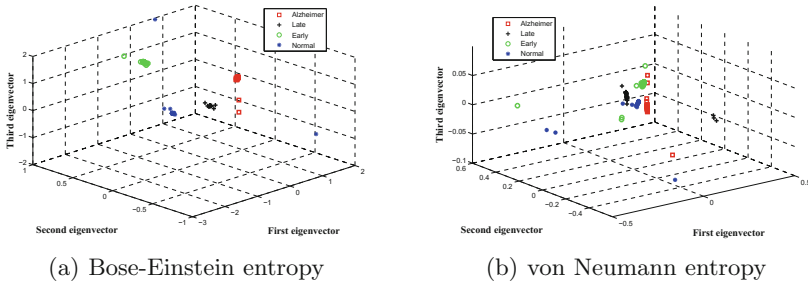 Alzheimer
Late
Early
Normal
2
1
0
−1
−2
1
0.5
0
−0.5
−1
−3
−2
−1
0
1
2
Third eigenvector
Second eigenvector
First eigenvector
(a) Bose-Einstein entropy
Alzheimer
Late
Early
Normal
0.05
0
−0.05
−0.1
0.6
0.4
0.2
0
−0.2
−0.4
−0.5
0
0.5
Third eigenvector
Second eigenvector
First eigenvector
(b) von Neumann entropy